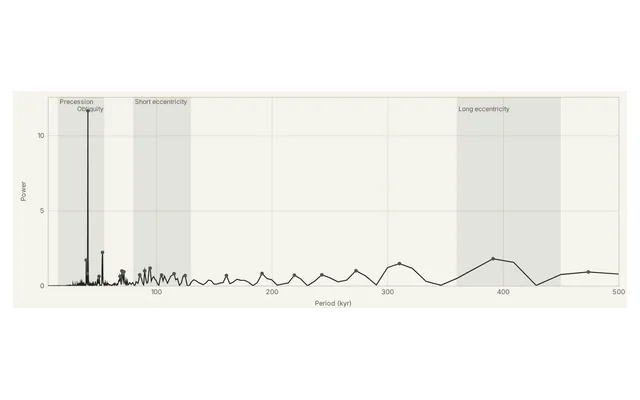 Precession
Obliquity
Short eccentricity
Long eccentricity
10
5
0
Power
100
200
300
400
500
Period (kyr)